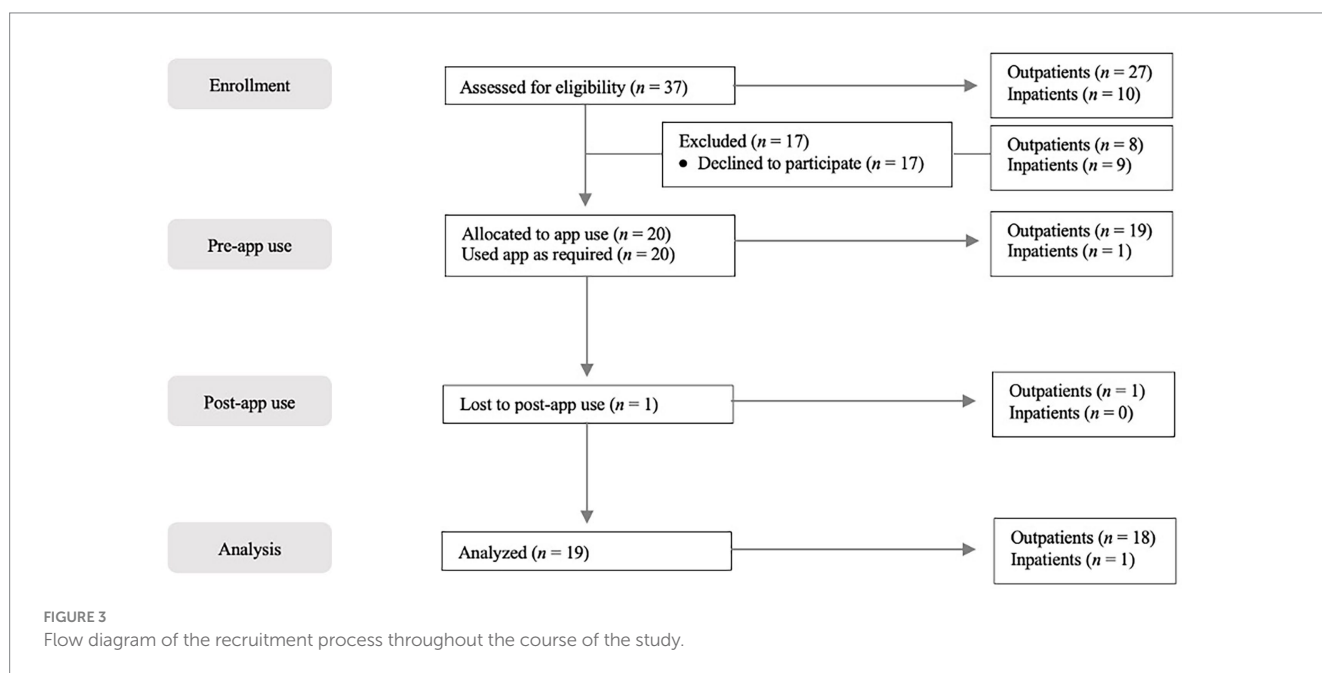 Enrollment
Assessed for eligibility (n = 37)
Outpatients (n = 27)
Inpatients (n = 10)
Excluded (n = 17)
● Declined to participate (n = 17)
Outpatients (n = 8)
Inpatients (n = 9)
Pre-app use
Allocated to app use (n = 20)
Used app as required (n = 20)
Outpatients (n = 19)
Inpatients (n = 1)
Post-app use
Lost to post-app use (n = 1)
Outpatients (n = 1)
Inpatients (n = 0)
Analysis
Analyzed (n = 19)
Outpatients (n = 18)
Inpatients (n = 1)
FIGURE 3
Flow diagram of the recruitment process throughout the course of the study.